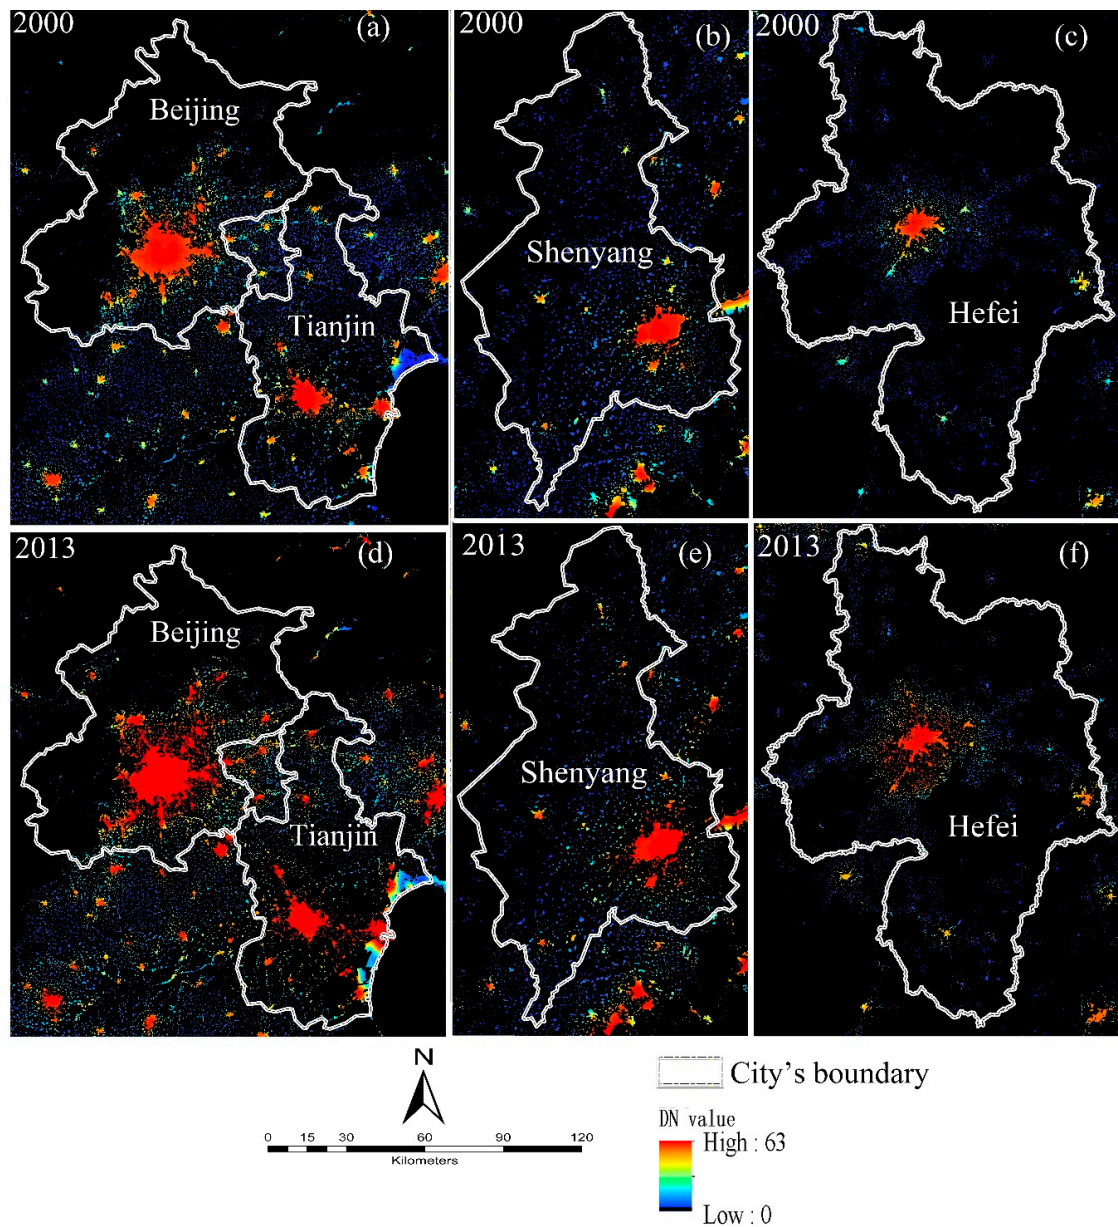 2000 (a)
Beijing
Tianjin
2000 (b)
Shenyang
2000 (c)
Hefei
2013 (d)
Beijing
Tianjin
2013 (e)
Shenyang
2013 (f)
Hefei
N
0 15 30 60 90 120
Kilometers
City's boundary
DN value
High : 63
Low : 0